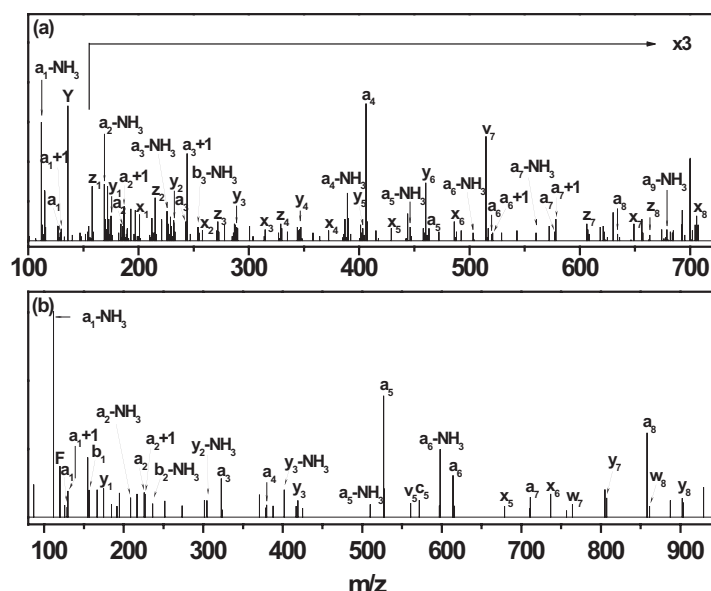 (a)
x3
a₁-NH₃
Y
a₄
v₇
a₂-NH₃
a₃-NH₃
a₃+1
b₃-NH₃
a₁+1
a₁
z₁
y₁
a₂
a₂+1
x₁
z₂
y₂
a₃
x₂
z₃
y₃
x₃
z₄
y₄
x₄
a₄-NH₃
y₅
x₅
a₅-NH₃
y₆
a₅
x₆
a₆-NH₃
a₆
a₆+1
a₇-NH₃
a₇
a₇+1
z₇
a₈
x₇
z₈
a₉-NH₃
x₈
100 200 300 400 500 600 700
(b)
a₁-NH₃
F
a₁
a₁+1
b₁
y₁
a₂-NH₃
a₂
a₂+1
b₂-NH₃
y₂-NH₃
a₃
a₄
y₃-NH₃
y₃
a₅-NH₃
a₅
v₅
c₅
a₆-NH₃
a₆
x₅
a₇
x₆
w₇
y₇
a₈
w₈
y₈
100 200 300 400 500 600 700 800 900
m/z